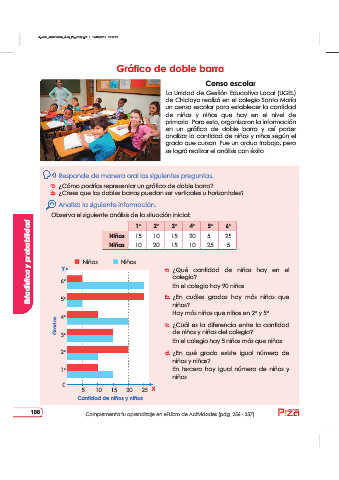 Gráfico de doble barra
Censo escolar
La Unidad de Gestión Educativa Local (UGEL)
de Chiclayo realizó en el colegio Santa María
un censo escolar para establecer la cantidad
de niñas y niños que hay en el nivel de
primaria. Para esto, organizaron la información
en un gráfico de doble barra y así poder
analizar la cantidad de niñas y niños según el
grado que cursan. Fue un arduo trabajo, pero
se logró realizar el análisis con éxito.
Responde de manera oral las siguientes preguntas.
a. ¿Cómo podrías representar un gráfico de doble barra?
b. ¿Crees que las dobles barras puedan ser verticales u horizontales?
Analiza la siguiente información.
Observa el siguiente análisis de la situación inicial:
1° 2° 3° 4° 5° 6°
Niñas 15 10 15 20 5 25
Niños 10 20 15 10 25 5
Estadística y probabilidad
Niñas Niños
Y
6°
5°
4°
3°
2°
1°
Grados
0 5 10 15 20 25 X
Cantidad de niñas y niños
a. ¿Qué cantidad de niñas hay en el
colegio?
En el colegio hay 90 niñas
b. ¿En cuáles grados hay más niños que
niñas?
Hay más niños que niñas en 2° y 5°
c. ¿Cuál es la diferencia entre la cantidad
de niñas y niños del colegio?
En el colegio hay 5 niñas más que niños
d. ¿En qué grado existe igual número de
niñas y niños?
En tercero hay igual número de niñas y
niños
186
Complementa tu aprendizaje en el Libro de Actividades (pág. 256 - 257)